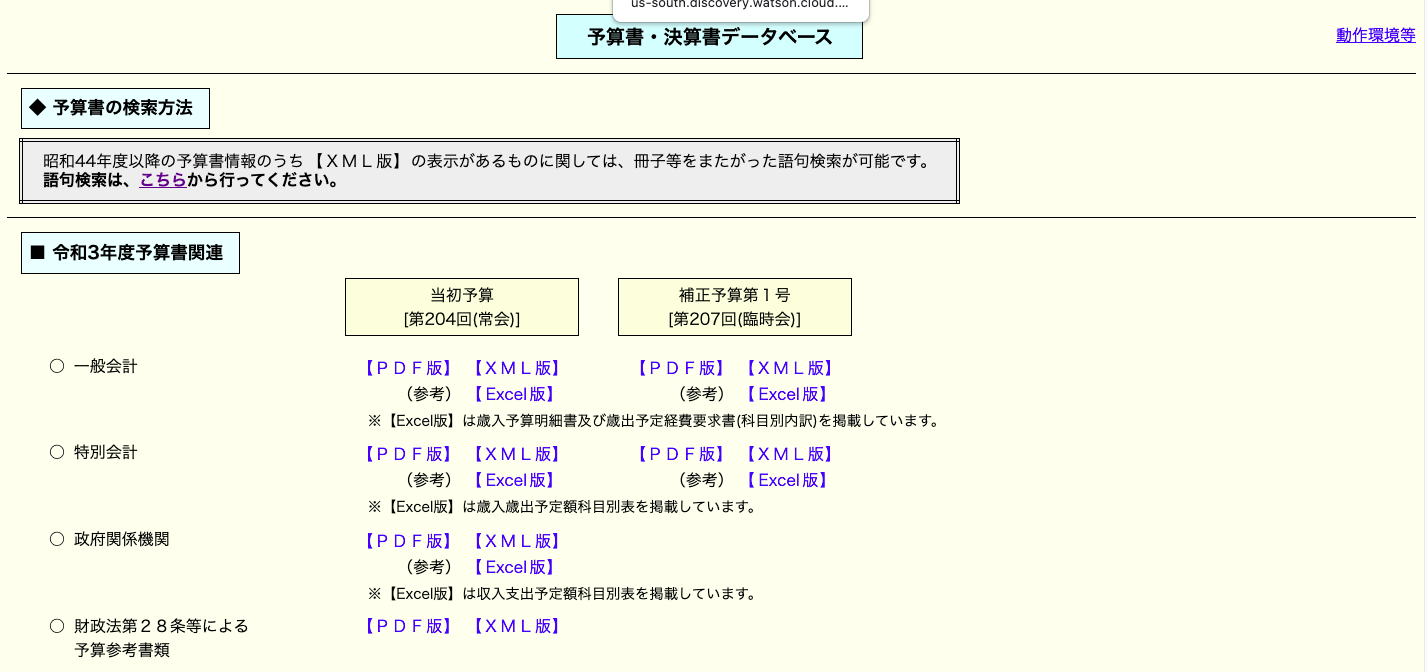 us-south.discovery.watson.cloud....
予算書・決算書データベース
動作環境等
◆ 予算書の検索方法
昭和44年度以降の予算書情報のうち【ＸＭＬ版】の表示があるものに関しては、冊子等をまたがった語句検索が可能です。
語句検索は、こちらから行ってください。
■ 令和3年度予算書関連
当初予算 補正予算第１号
[第204回(常会)] [第207回(臨時会)]
○ 一般会計 【ＰＤＦ版】 【ＸＭＬ版】 【ＰＤＦ版】 【ＸＭＬ版】
（参考） 【Excel版】 （参考） 【Excel版】
※【Excel版】は歳入予算明細書及び歳出予定経費要求書(科目別内訳)を掲載しています。
○ 特別会計 【ＰＤＦ版】 【ＸＭＬ版】 【ＰＤＦ版】 【ＸＭＬ版】
（参考） 【Excel版】 （参考） 【Excel版】
※【Excel版】は歳入歳出予定額科目別表を掲載しています。
○ 政府関係機関 【ＰＤＦ版】 【ＸＭＬ版】
（参考） 【Excel版】
※【Excel版】は収入支出予定額科目別表を掲載しています。
○ 財政法第２８条等による 【ＰＤＦ版】 【ＸＭＬ版】
予算参考書類